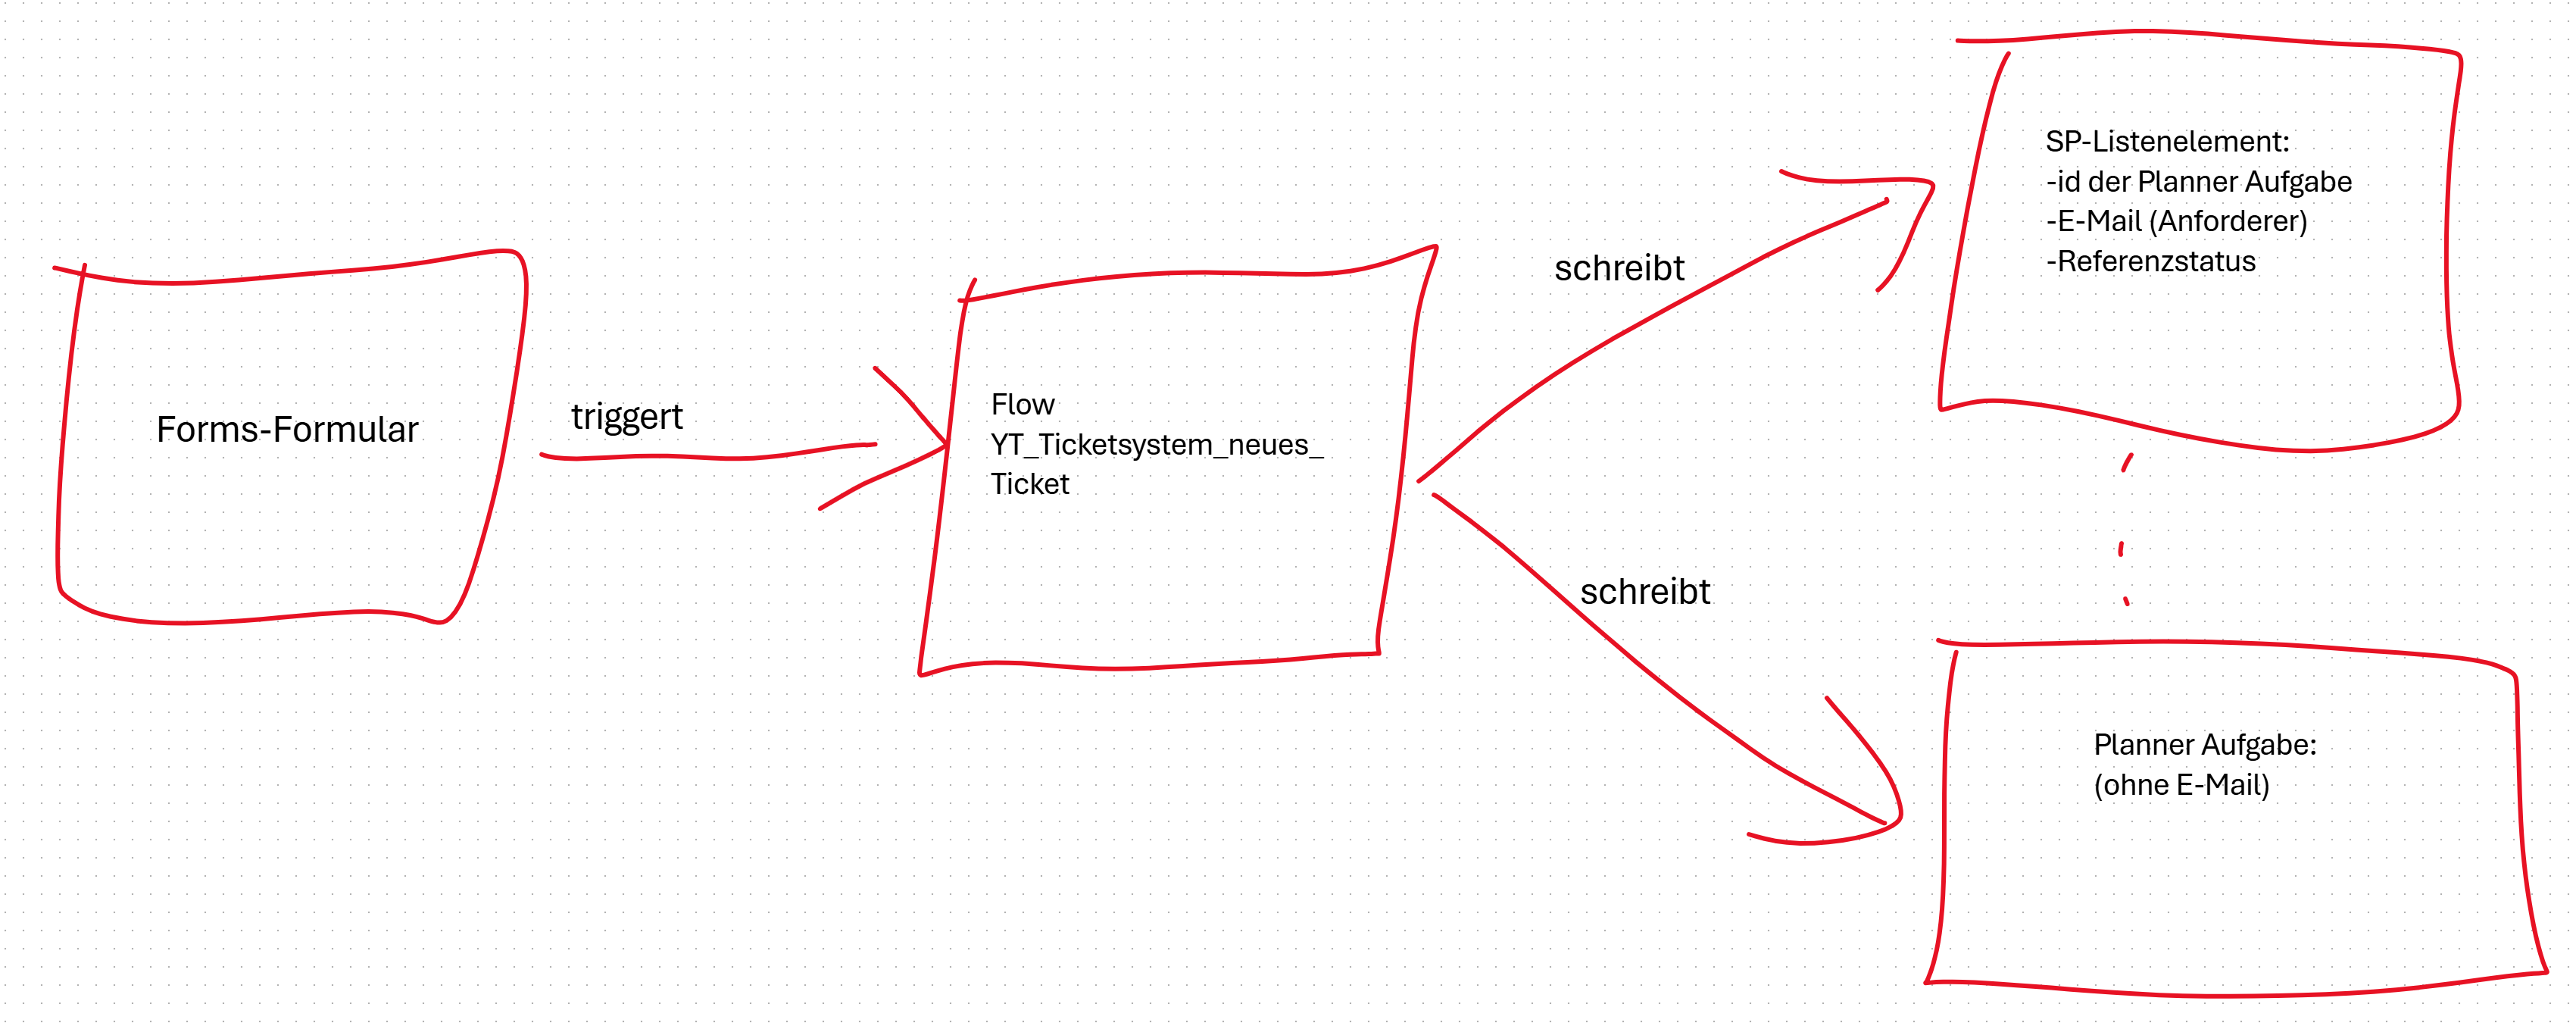 Forms-Formular
triggert
Flow
YT_Ticketsystem_neues_
Ticket
schreibt
schreibt
SP-Listenelement:
-id der Planner Aufgabe
-E-Mail (Anforderer)
-Referenzstatus
Planner Aufgabe:
(ohne E-Mail)